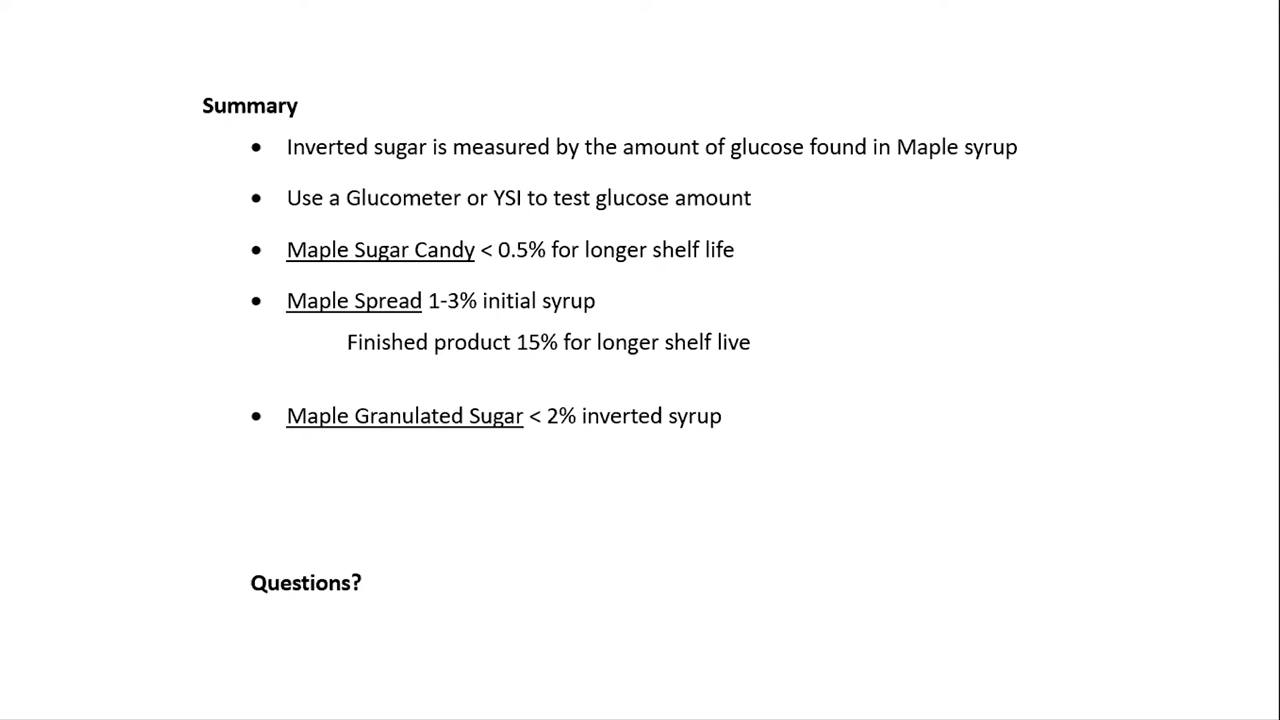 Summary
• Inverted sugar is measured by the amount of glucose found in Maple syrup
• Use a Glucometer or YSI to test glucose amount
• Maple Sugar Candy < 0.5% for longer shelf life
• Maple Spread 1-3% initial syrup
Finished product 15% for longer shelf live
• Maple Granulated Sugar < 2% inverted syrup
Questions?